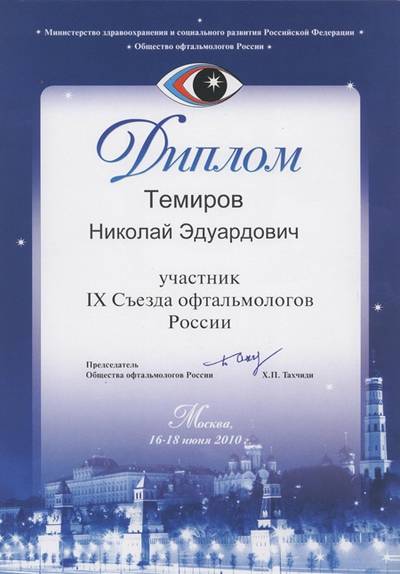 Министерство здравоохранения и социального развития Российской Федерации
Общество офтальмологов России
Диплом
Темиров
Николай Эдуардович
участник
IX Съезда офтальмологов
России
Председатель
Общества офтальмологов России Х.П. Тахчиди
Москва,
16-18 июня 2010 г.